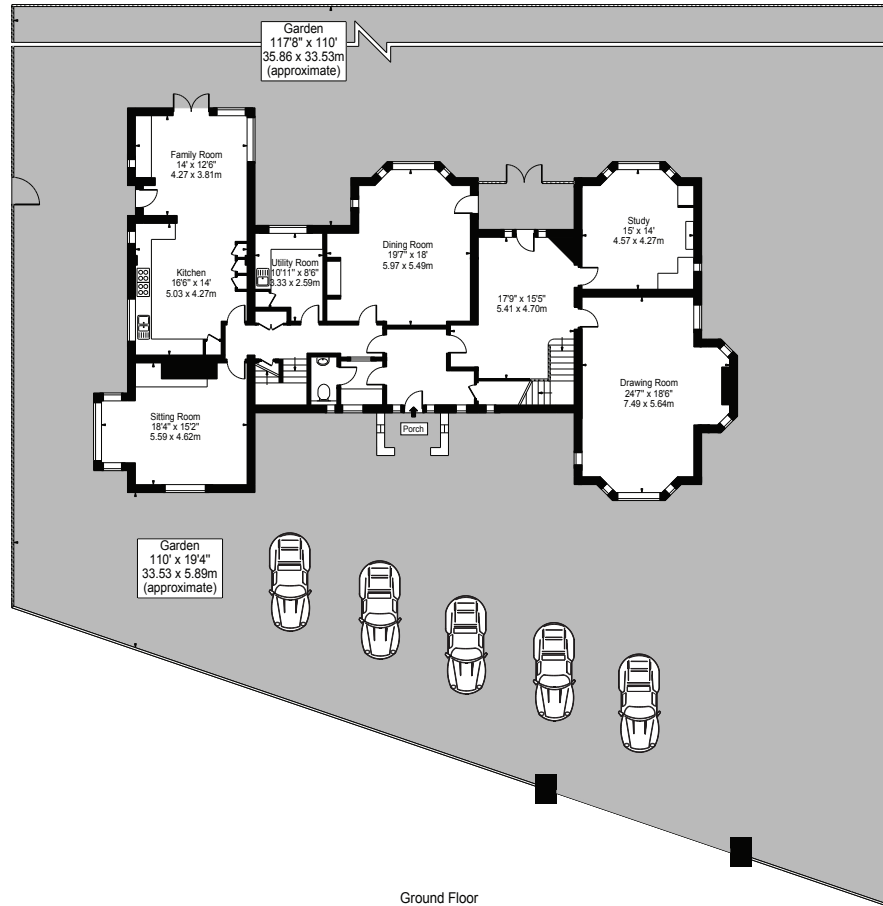 Garden
117'8" x 110'
35.86 x 33.53m
(approximate)
Family Room
14' x 12'6"
4.27 x 3.81m
Study
15' x 14'
4.57 x 4.27m
Dining Room
19'7" x 18'
5.97 x 5.49m
Utility Room
10'11" x 8'6"
3.33 x 2.59m
Kitchen
16'6" x 14'
5.03 x 4.27m
17'9" x 15'5"
5.41 x 4.70m
Drawing Room
24'7" x 18'6"
7.49 x 5.64m
Sitting Room
18'4" x 15'2"
5.59 x 4.62m
Porch
Garden
110' x 19'4"
33.53 x 5.89m
(approximate)
Ground Floor